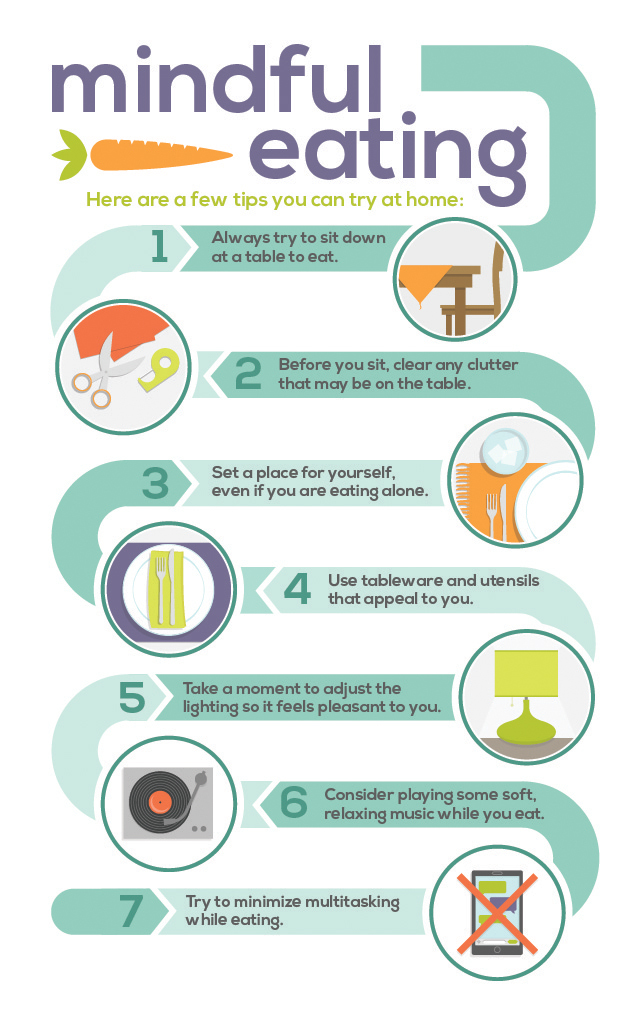 mindful
eating
Here are a few tips you can try at home:
1
Always try to sit down
at a table to eat.
2
Before you sit, clear any clutter
that may be on the table.
3
Set a place for yourself,
even if you are eating alone.
4
Use tableware and utensils
that appeal to you.
5
Take a moment to adjust the
lighting so it feels pleasant to you.
6
Consider playing some soft,
relaxing music while you eat.
7
Try to minimize multitasking
while eating.